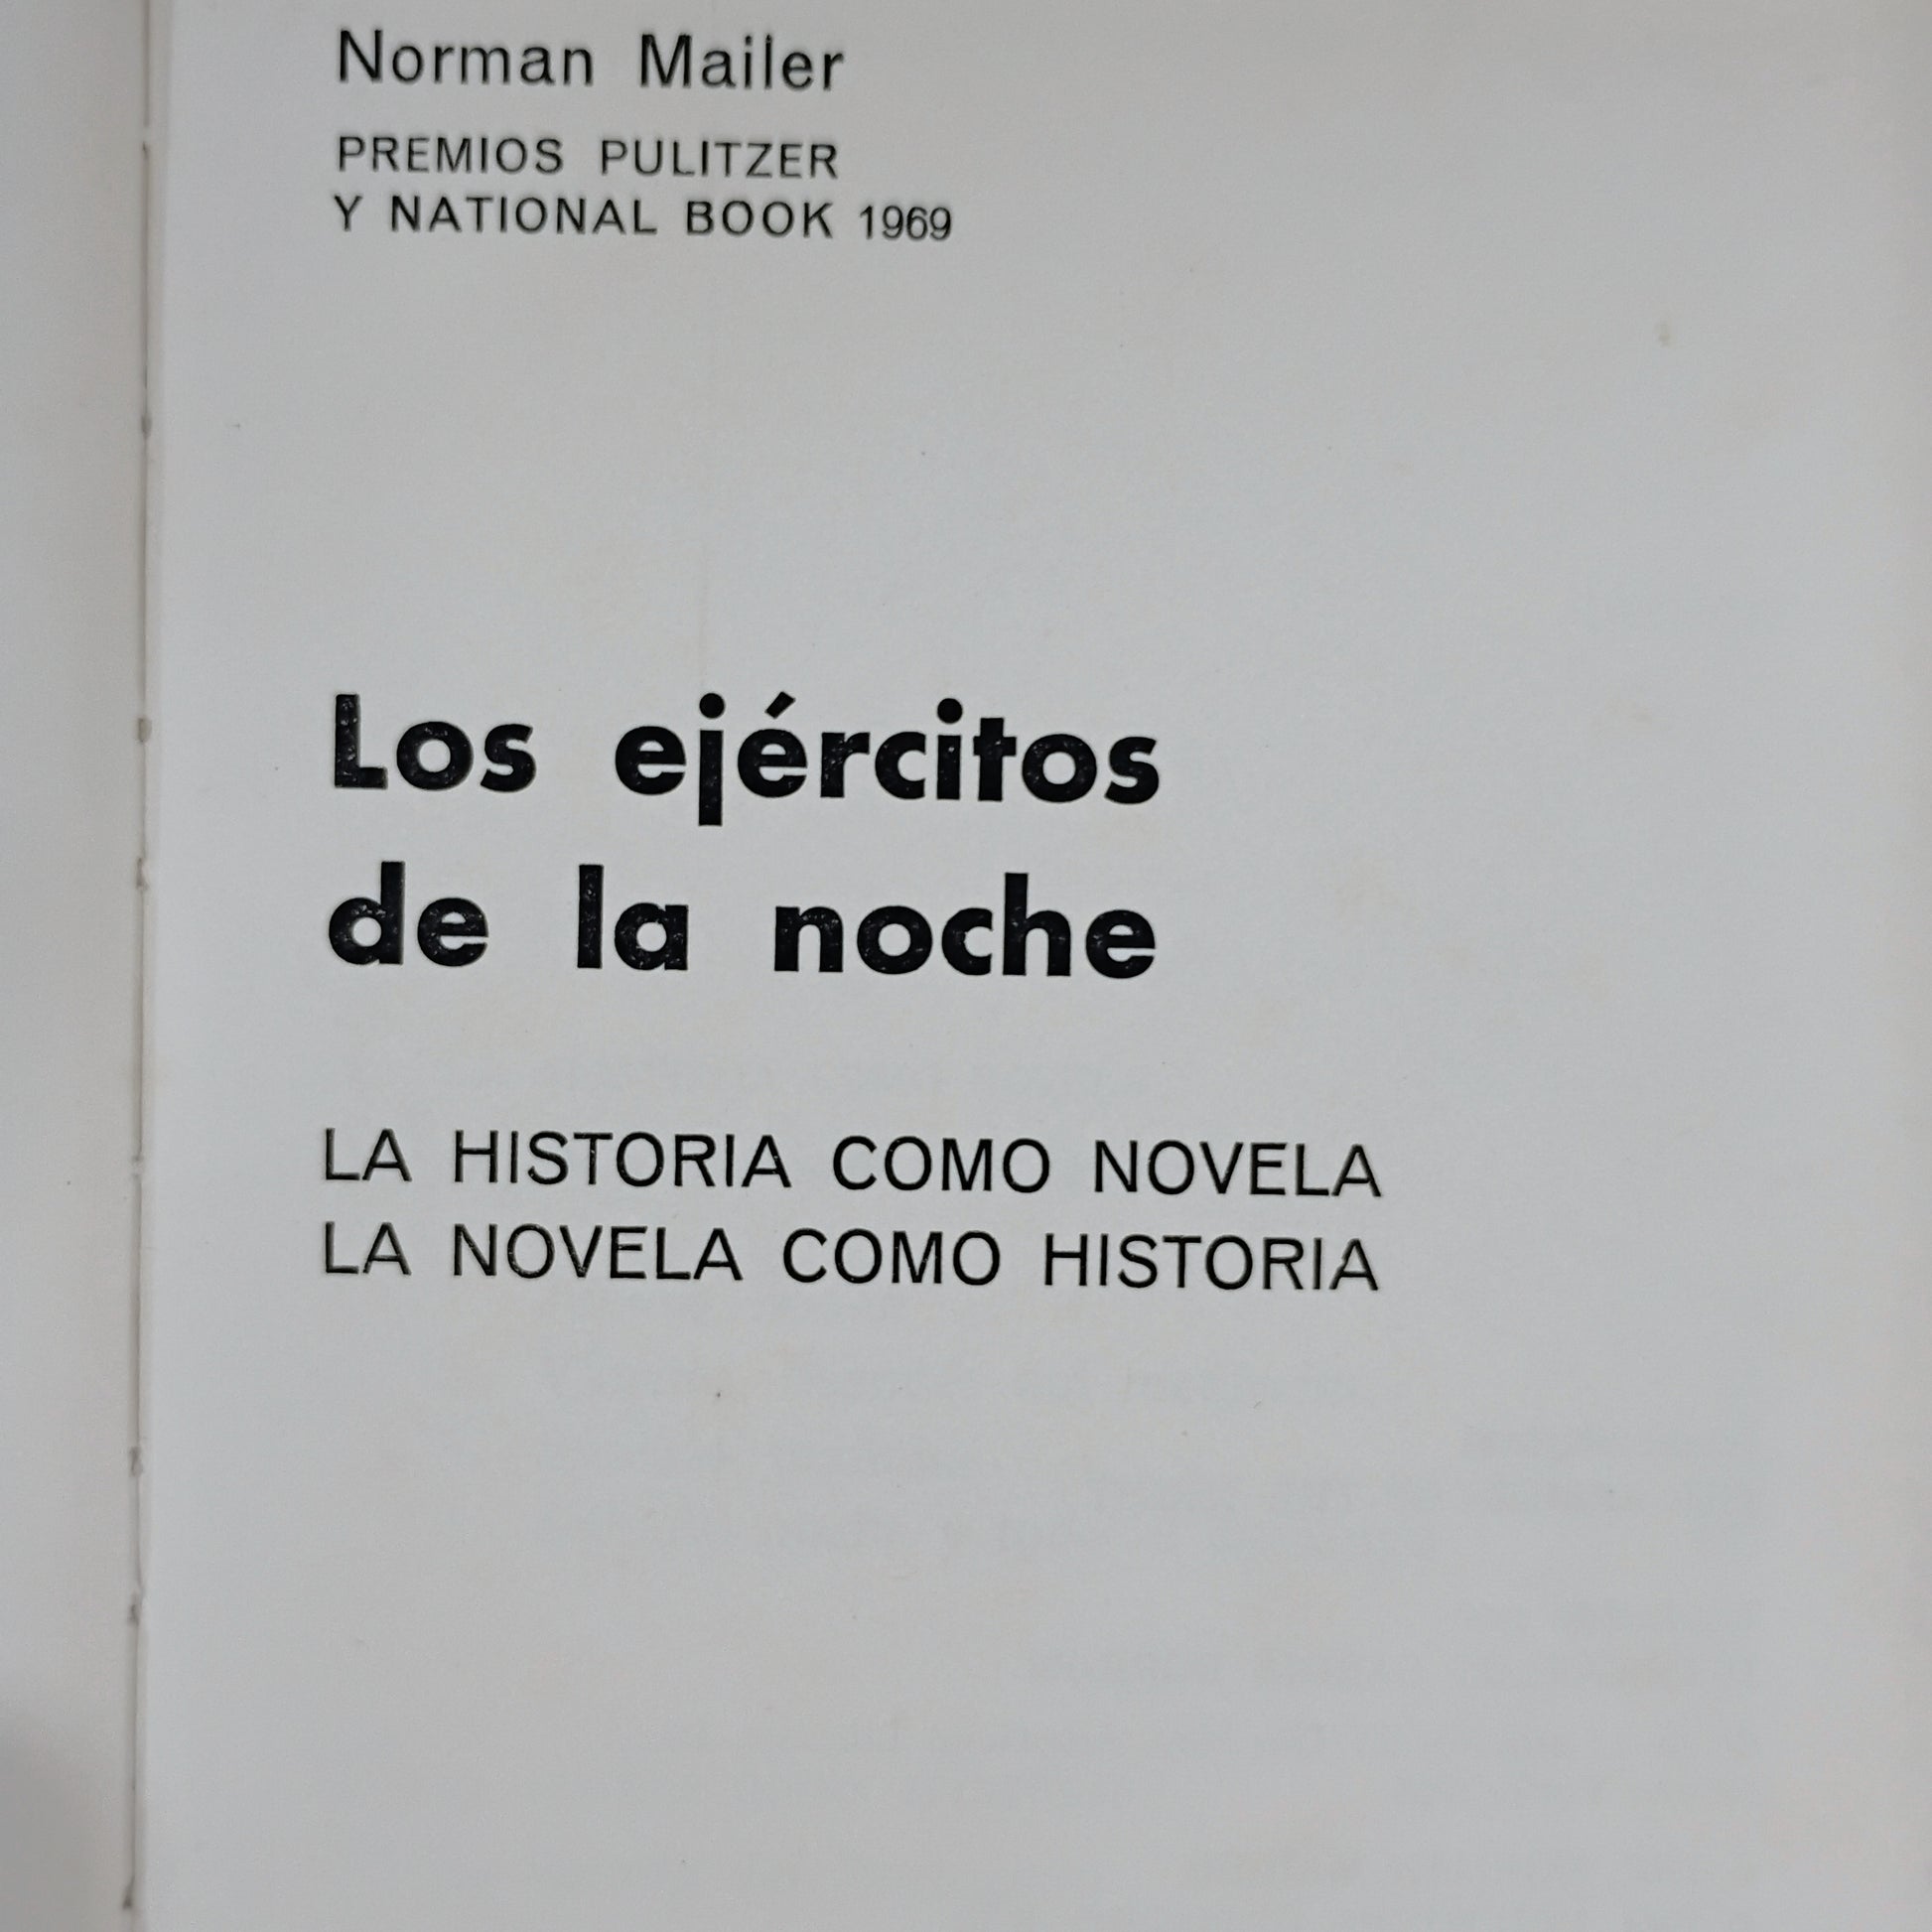 Norman Mailer
PREMIOS PULITZER
Y NATIONAL BOOK 1969
Los ejércitos
de la noche
LA HISTORIA COMO NOVELA
LA NOVELA COMO HISTORIA